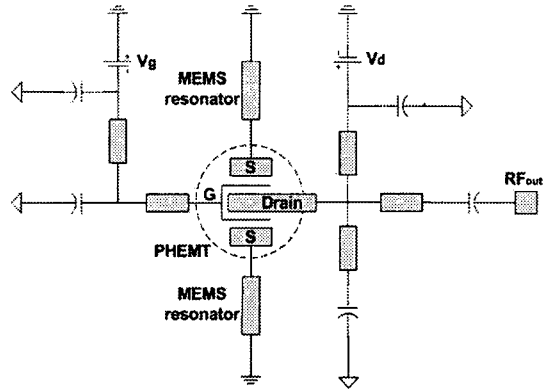 Vg
Vd
MEMS
resonator
S
G
Drain
RFout
S
PHEMT
MEMS
resonator